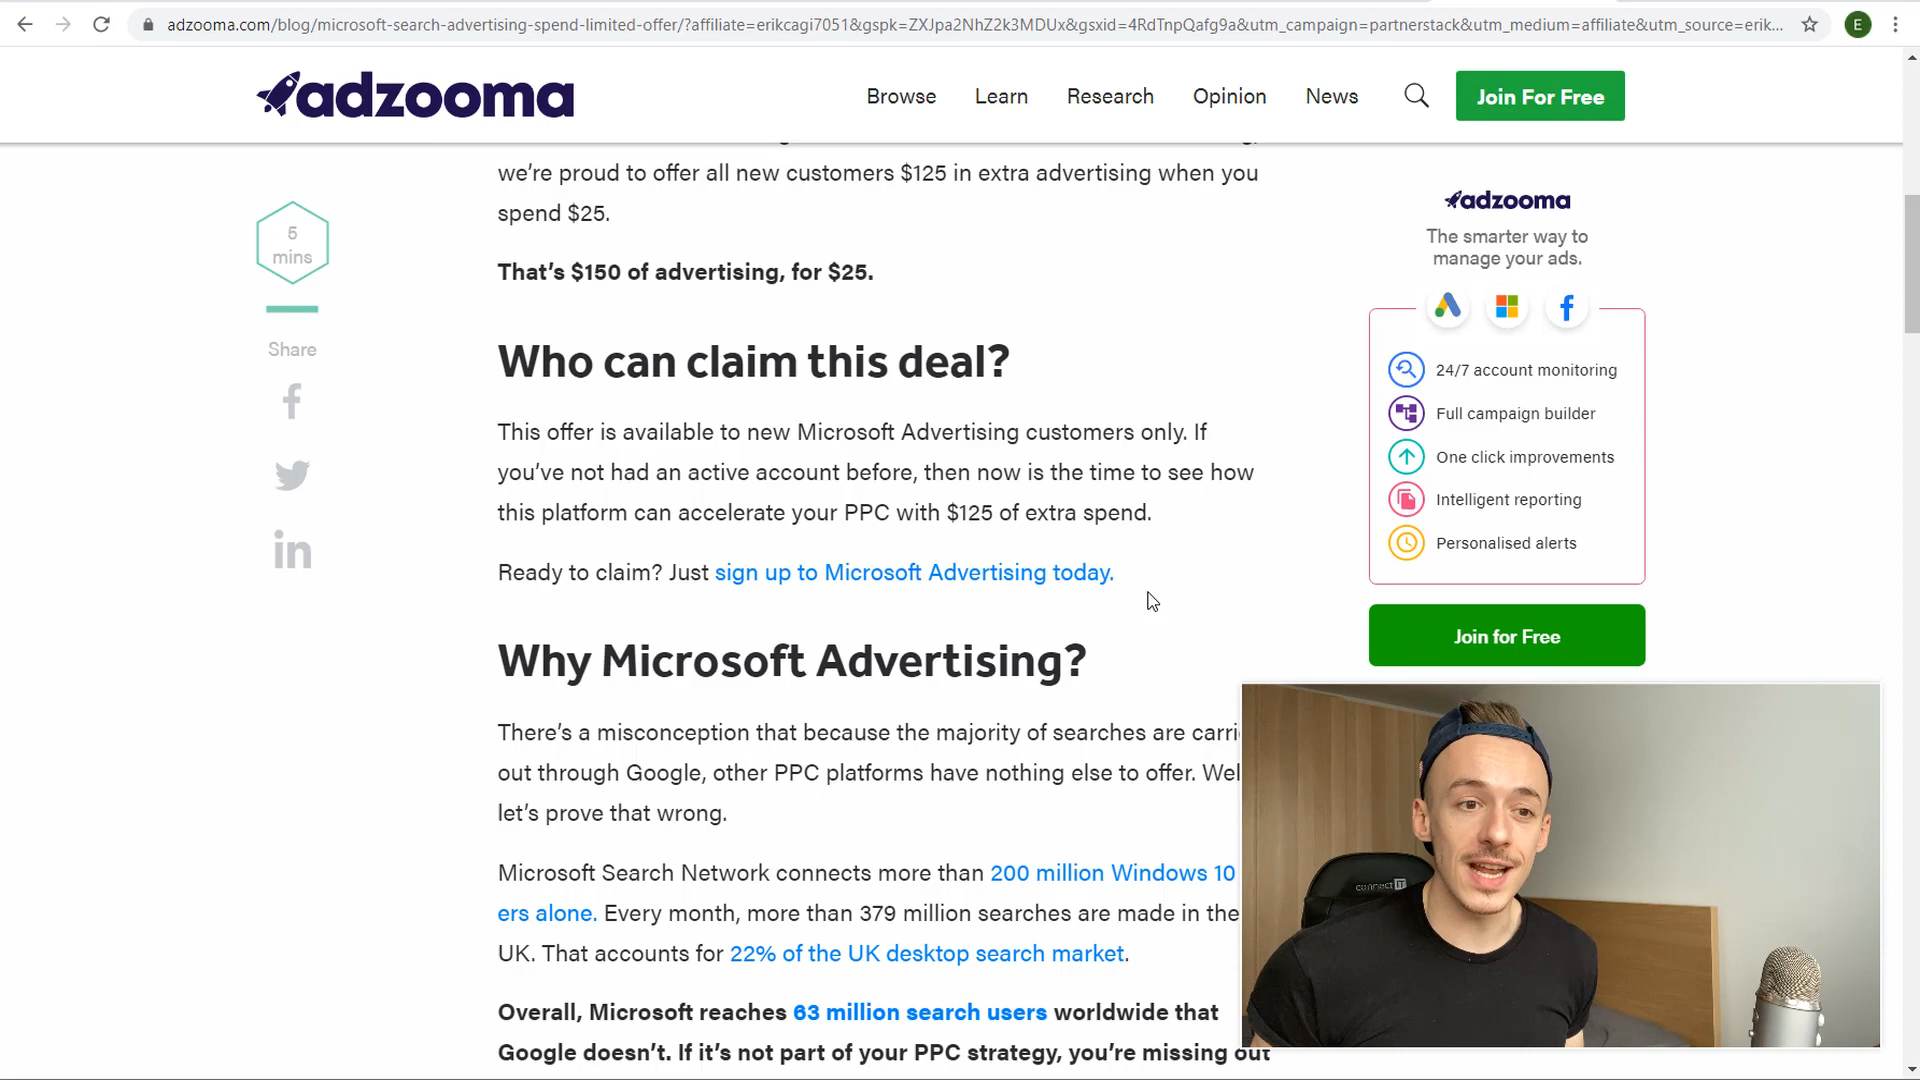 adzooma.com/blog/microsoft-search-advertising-spend-limited-offer/?affiliate=erikcagi7051&gspk=ZXJpa2NhZ2k3MDUx&gsxid=4RdTnpQafg9a&utm_campaign=partnerstack&utm_medium=affiliate&utm_source=erik...
E
adzooma
Browse
Learn
Research
Opinion
News
Join For Free
we're proud to offer all new customers $125 in extra advertising when you
spend $25.
That's $150 of advertising, for $25.
5
mins
Share
Who can claim this deal?
This offer is available to new Microsoft Advertising customers only. If
you've not had an active account before, then now is the time to see how
this platform can accelerate your PPC with $125 of extra spend.
Ready to claim? Just sign up to Microsoft Advertising today.
Why Microsoft Advertising?
There's a misconception that because the majority of searches are carri
out through Google, other PPC platforms have nothing else to offer. Wel
let's prove that wrong.
Microsoft Search Network connects more than 200 million Windows 10
ers alone. Every month, more than 379 million searches are made in the
UK. That accounts for 22% of the UK desktop search market.
Overall, Microsoft reaches 63 million search users worldwide that
Google doesn't. If it's not part of your PPC strategy, you're missing out
adzooma
The smarter way to
manage your ads.
24/7 account monitoring
Full campaign builder
One click improvements
Intelligent reporting
Personalised alerts
Join for Free
connect IT